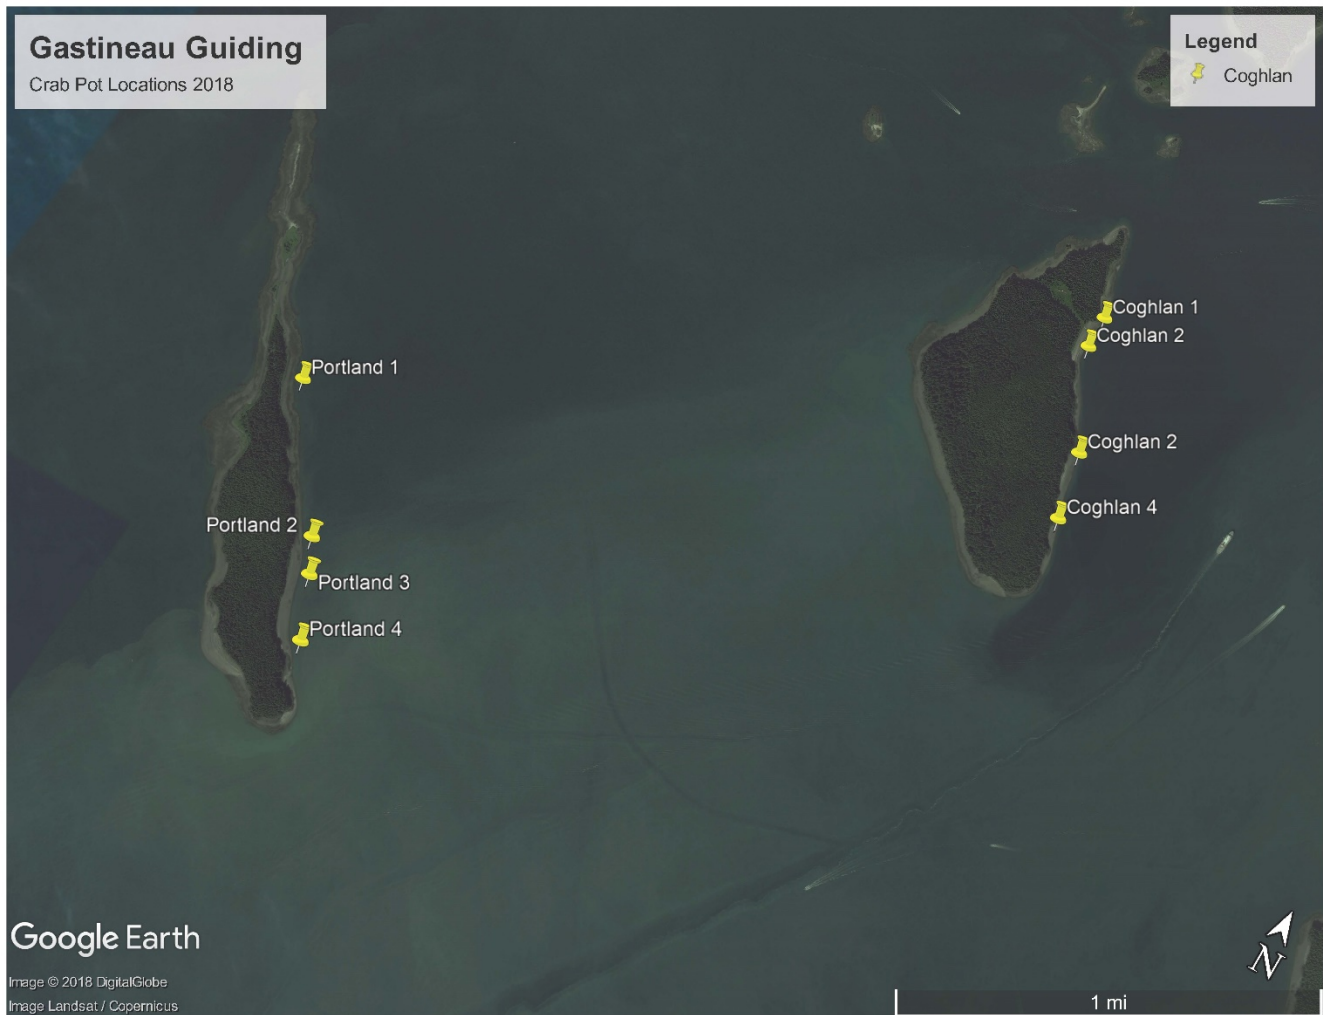 Gastineau Guiding
Crab Pot Locations 2018
Legend
Coghlan
Coghlan 1
Coghlan 2
Portland 1
Coghlan 2
Coghlan 4
Portland 2
Portland 3
Portland 4
Google Earth
N
Image © 2018 DigitalGlobe
Image Landsat / Copernicus
1 mi